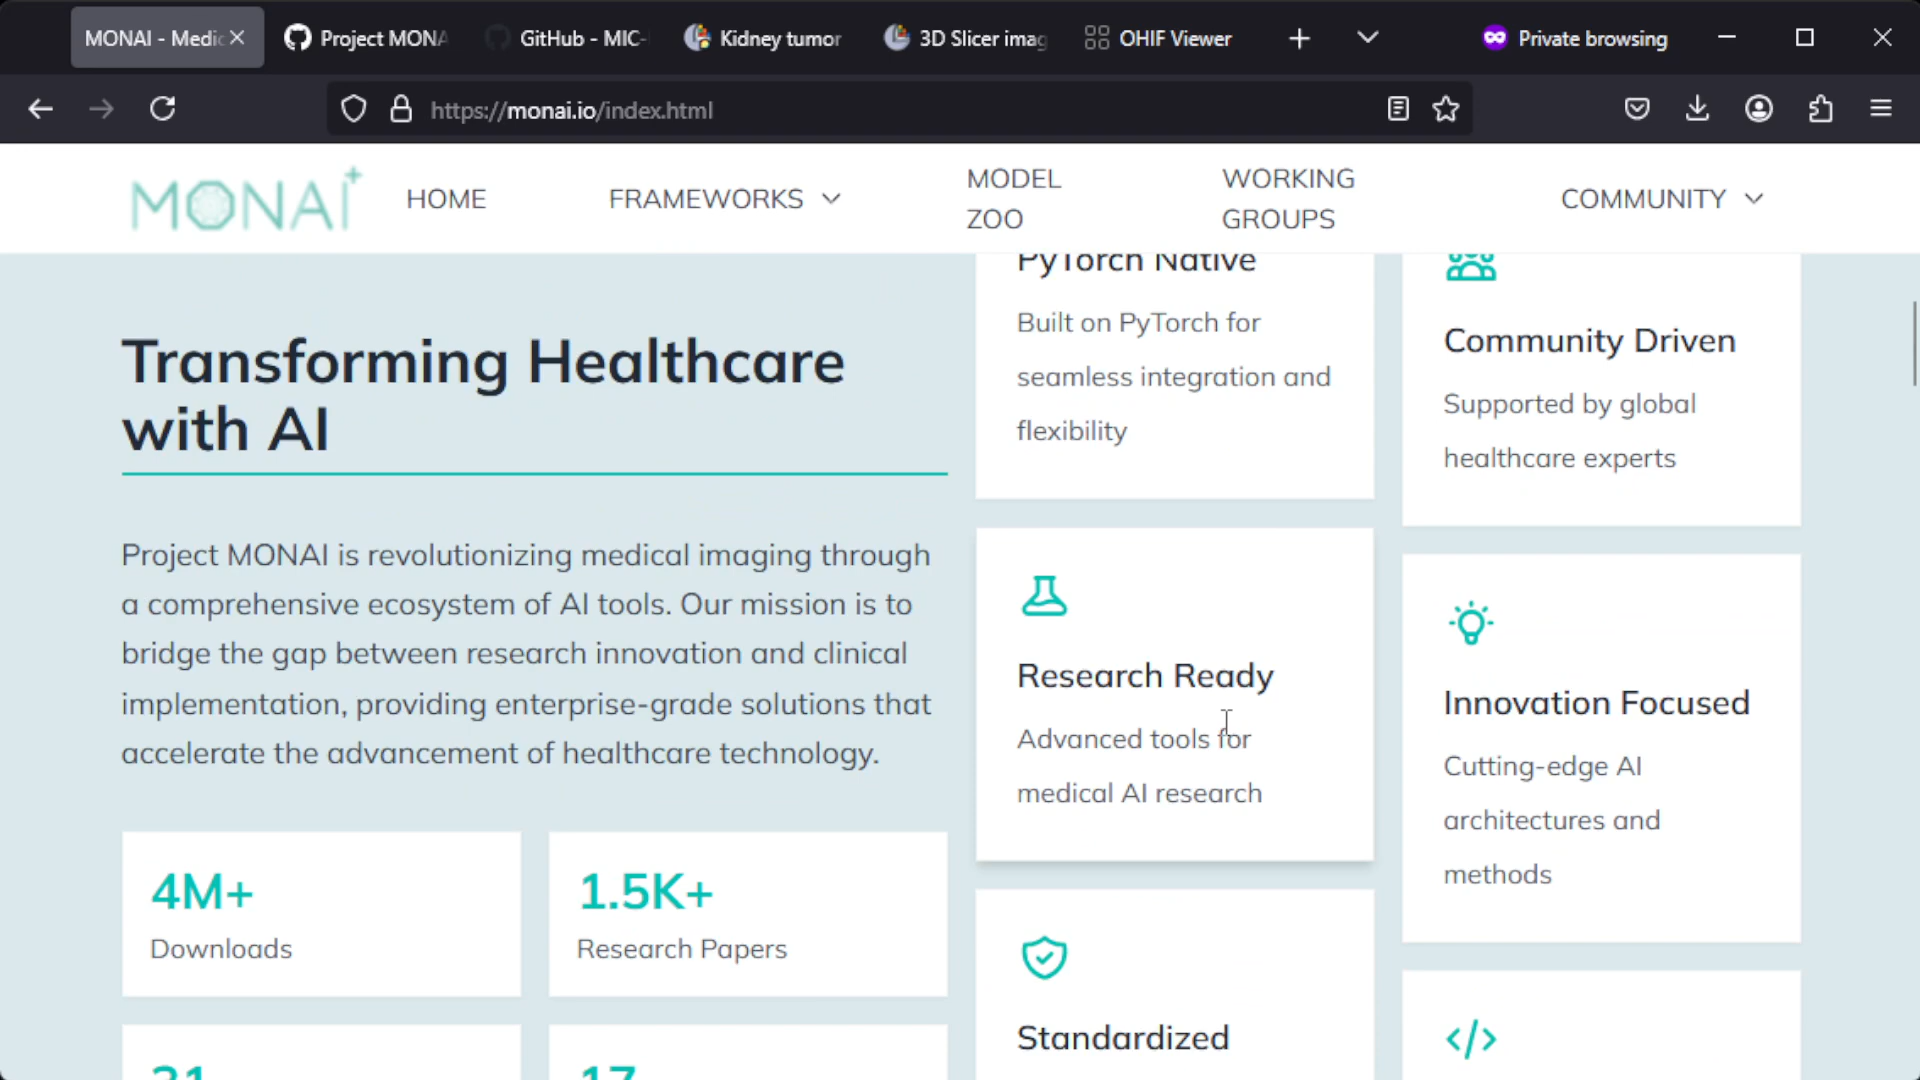 MONAI - Medic
Project MONA
GitHub - MIC-
Kidney tumor
3D Slicer imag
OHIF Viewer
Private browsing
https://monai.io/index.html
MONAI
HOME
FRAMEWORKS
MODEL
ZOO
WORKING
GROUPS
COMMUNITY
Transforming Healthcare
with AI
Project MONAI is revolutionizing medical imaging through
a comprehensive ecosystem of AI tools. Our mission is to
bridge the gap between research innovation and clinical
implementation, providing enterprise-grade solutions that
accelerate the advancement of healthcare technology.
4M+
Downloads
1.5K+
Research Papers
21
17
PyTorch Native
Built on PyTorch for
seamless integration and
flexibility
Research Ready
Advanced tools for
medical AI research
Standardized
Community Driven
Supported by global
healthcare experts
Innovation Focused
Cutting-edge AI
architectures and
methods